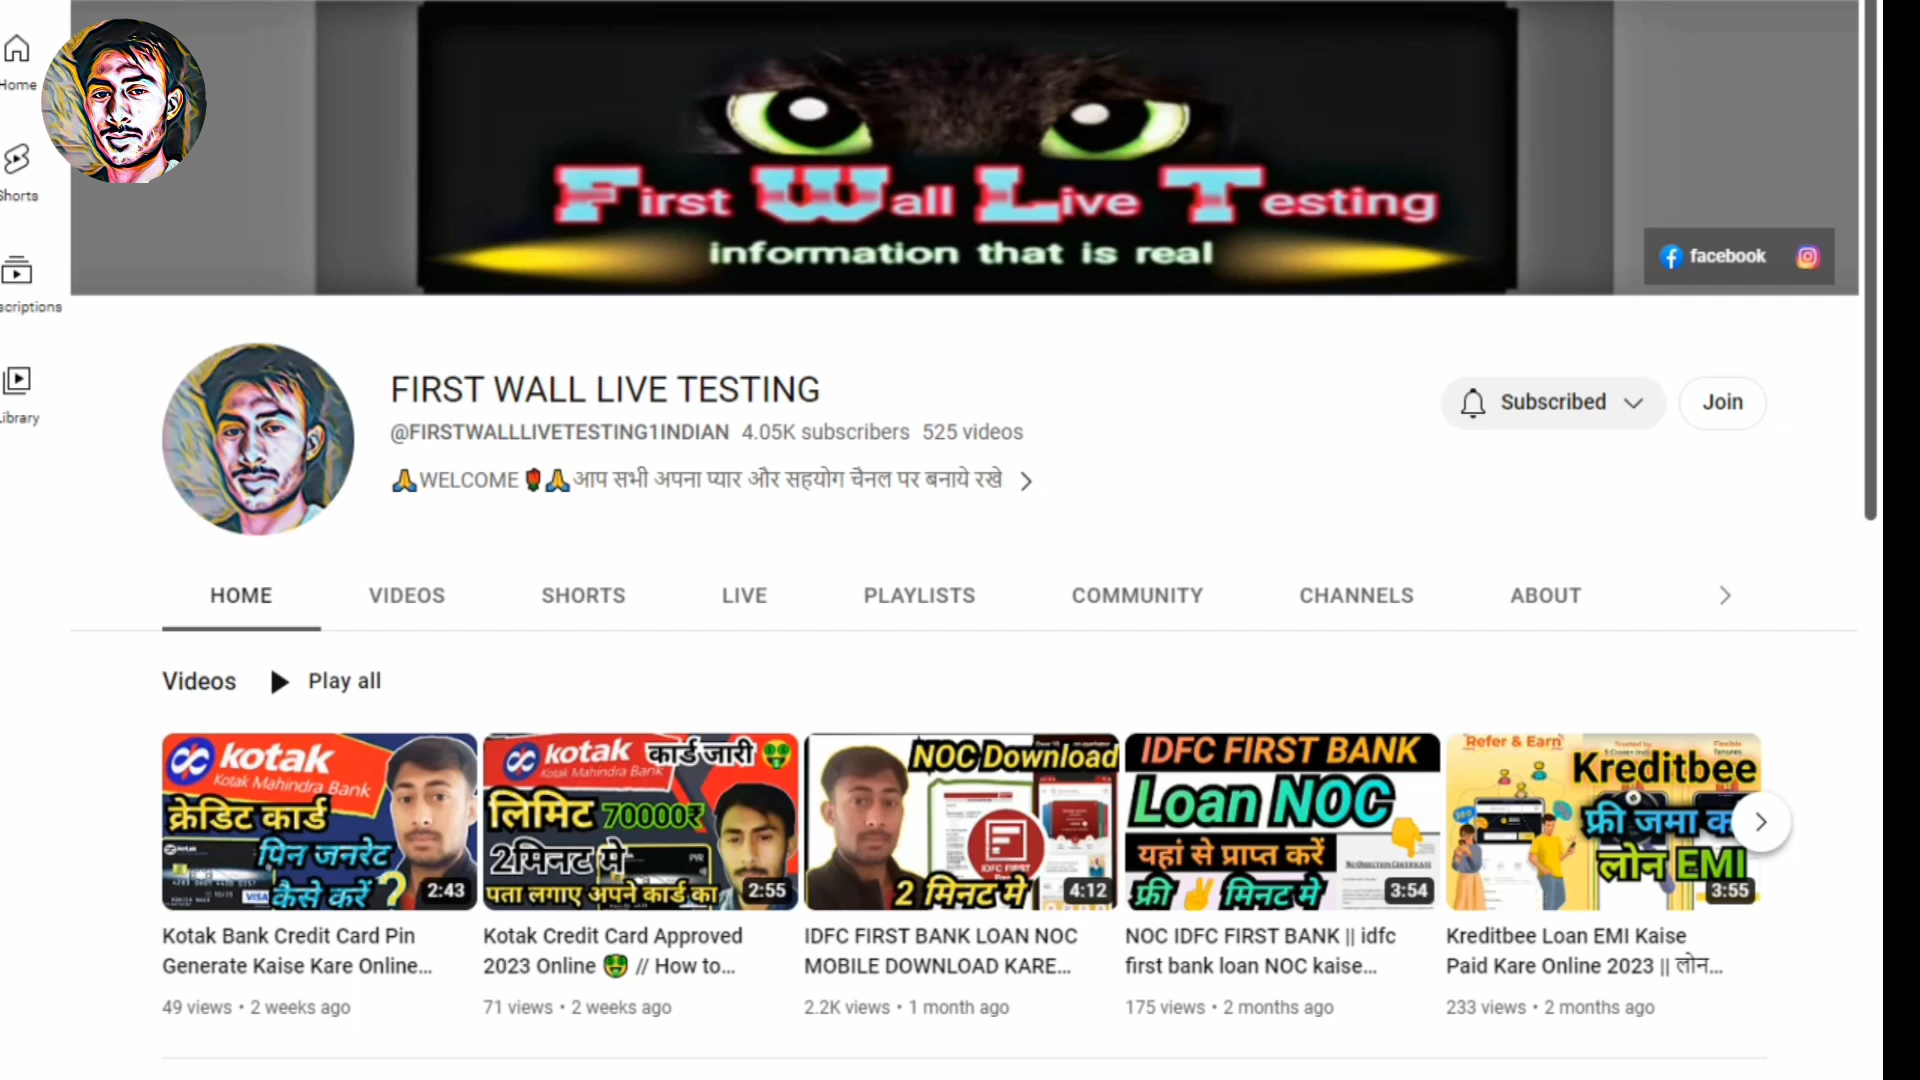 First Wall Live Testing
information that is real
facebook
Home
Shorts
scriptions
Library
FIRST WALL LIVE TESTING
Subscribed
Join
@FIRSTWALLLIVETESTING1INDIAN 4.05K subscribers 525 videos
🙏WELCOME🌹🙏आप सभी अपना प्यार और सहयोग चैनल पर बनाये रखे
HOME VIDEOS SHORTS LIVE PLAYLISTS COMMUNITY CHANNELS ABOUT
Videos Play all
kotak
Kotak Mahindra Bank
क्रेडिट कार्ड
पिन जनरेट
कैसे करें ?
VISA
2:43
kotak कार्ड जारी 🤑
Kotak Mahindra Bank
लिमिट 70000₹
2मिनट मे
पता लगाए अपने कार्ड का
2:55
NOC Download
IDFC FIRST
2 मिनट मे
4:12
IDFC FIRST BANK
Loan NOC
यहां से प्राप्त करें
फ्री ✌ मिनट मे
3:54
Refer & Earn
Kreditbee
फ्री जमा क
लोन EMI
3:55
Kotak Bank Credit Card Pin
Generate Kaise Kare Online...
49 views • 2 weeks ago
Kotak Credit Card Approved
2023 Online 🤑 // How to...
71 views • 2 weeks ago
IDFC FIRST BANK LOAN NOC
MOBILE DOWNLOAD KARE...
2.2K views • 1 month ago
NOC IDFC FIRST BANK || idfc
first bank loan NOC kaise...
175 views • 2 months ago
Kreditbee Loan EMI Kaise
Paid Kare Online 2023 || लोन...
233 views • 2 months ago